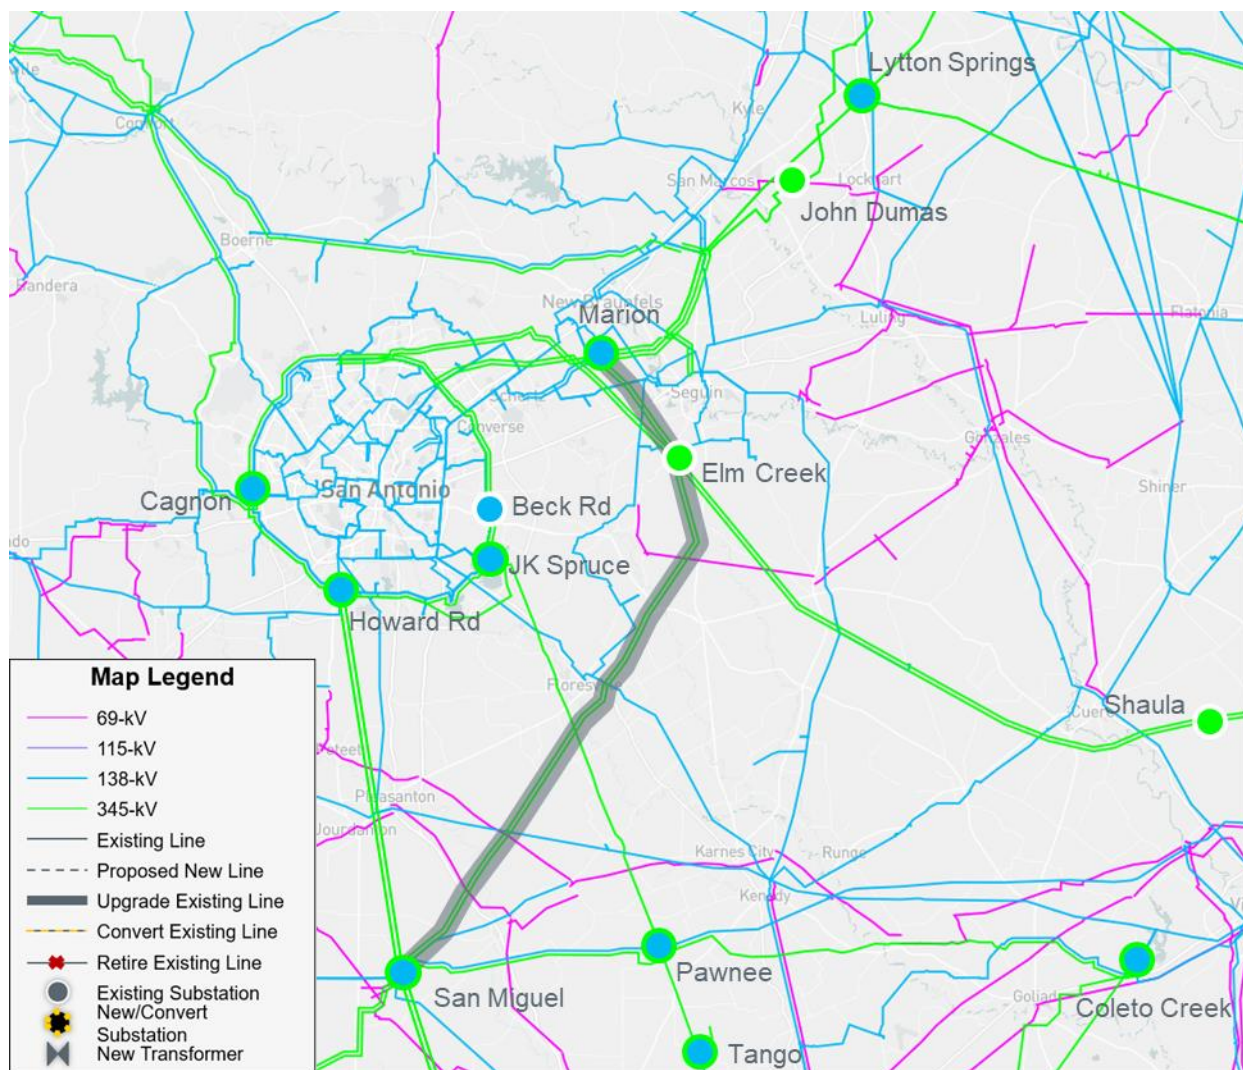 Lytton Springs
Kyle
Comfort
San Marcos
Lockhart
John Dumas
Boerne
Bandera
New Braunfels
Marion
Luling
Flatonia
Seguin
Schertz
Converse
Gonzales
Elm Creek
Cagnon
San Antonio
Beck Rd
Shiner
JK Spruce
Howard Rd
Floresville
Shaula
Cuero
Map Legend
69-kV
115-kV
138-kV
345-kV
Existing Line
Proposed New Line
Upgrade Existing Line
Convert Existing Line
Retire Existing Line
Existing Substation
New/Convert
Substation
New Transformer
Poteet
Pleasanton
Jourdanton
Karnes City
Runge
Kenedy
Pawnee
San Miguel
Goliad
Coleto Creek
Tango